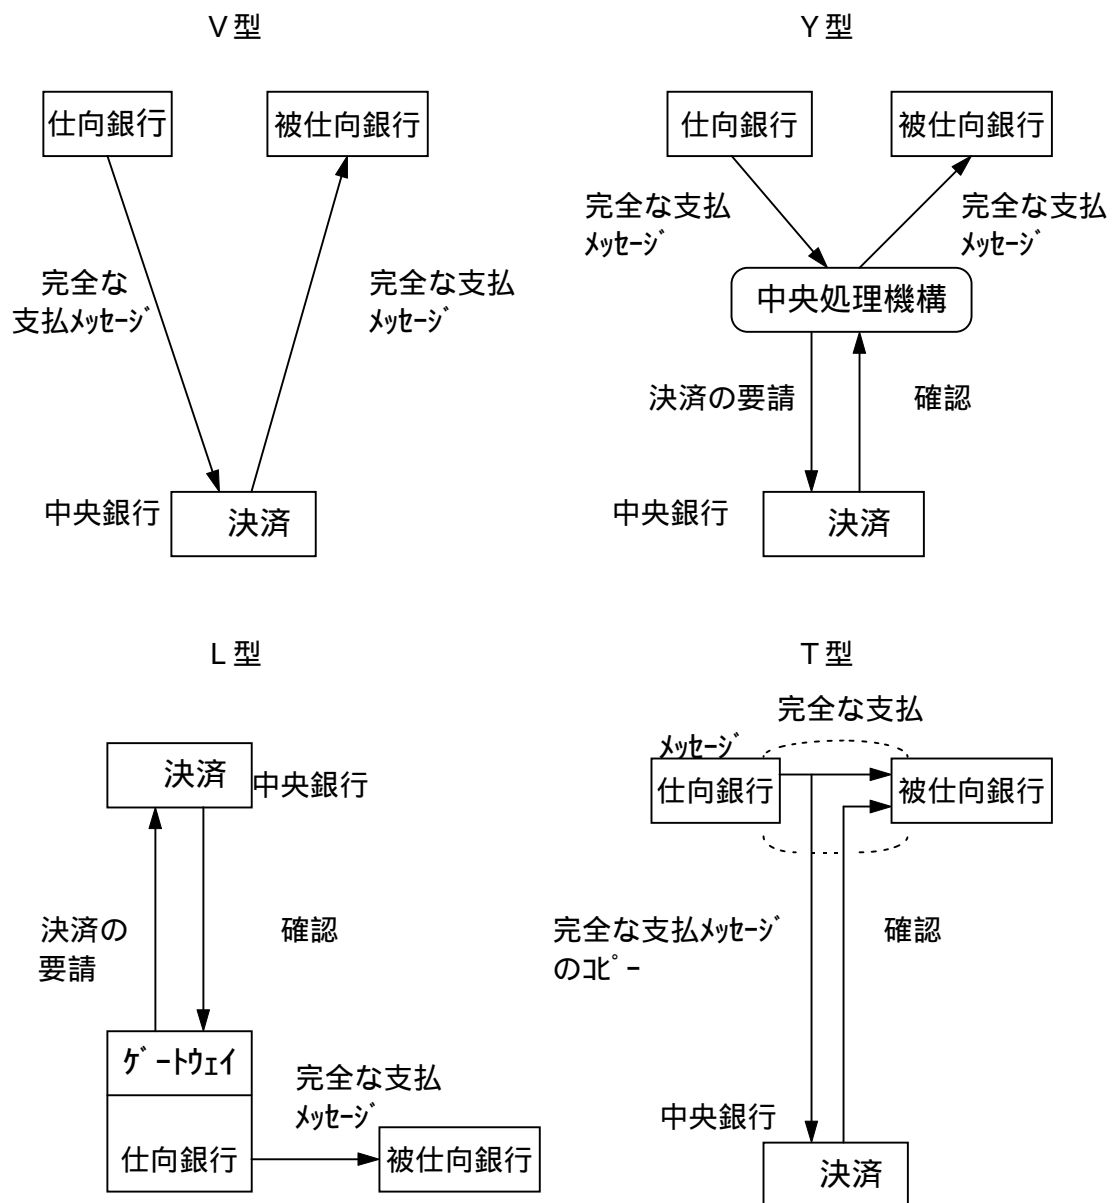 V型
仕向銀行
被仕向銀行
完全な
支払ﾒｯｾｰｼﾞ
完全な支払
ﾒｯｾｰｼﾞ
中央銀行
決済
Y型
仕向銀行
被仕向銀行
完全な支払
ﾒｯｾｰｼﾞ
完全な支払
ﾒｯｾｰｼﾞ
中央処理機構
決済の要請
確認
中央銀行
決済
L型
決済
中央銀行
決済の
要請
確認
ｹﾞｰﾄｳｪｲ
仕向銀行
完全な支払
ﾒｯｾｰｼﾞ
被仕向銀行
T型
完全な支払
ﾒｯｾｰｼﾞ
仕向銀行
被仕向銀行
完全な支払ﾒｯｾｰｼﾞ
のｺﾋﾟｰ
確認
中央銀行
決済